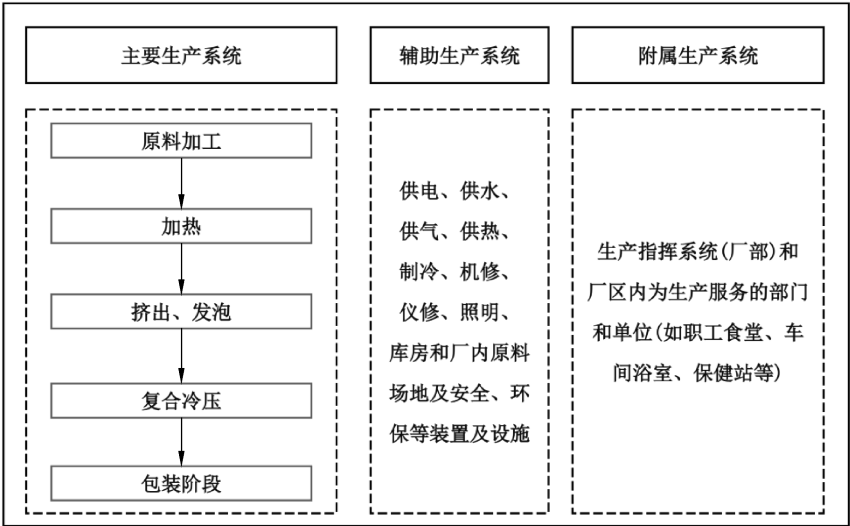 主要生产系统
辅助生产系统
附属生产系统
原料加工
加热
挤出、发泡
复合冷压
包装阶段
供电、供水、
供气、供热、
制冷、机修、
仪修、照明、
库房和厂内原料
场地及安全、环
保等装置及设施
生产指挥系统(厂部)和
厂区内为生产服务的部门
和单位(如职工食堂、车
间浴室、保健站等)